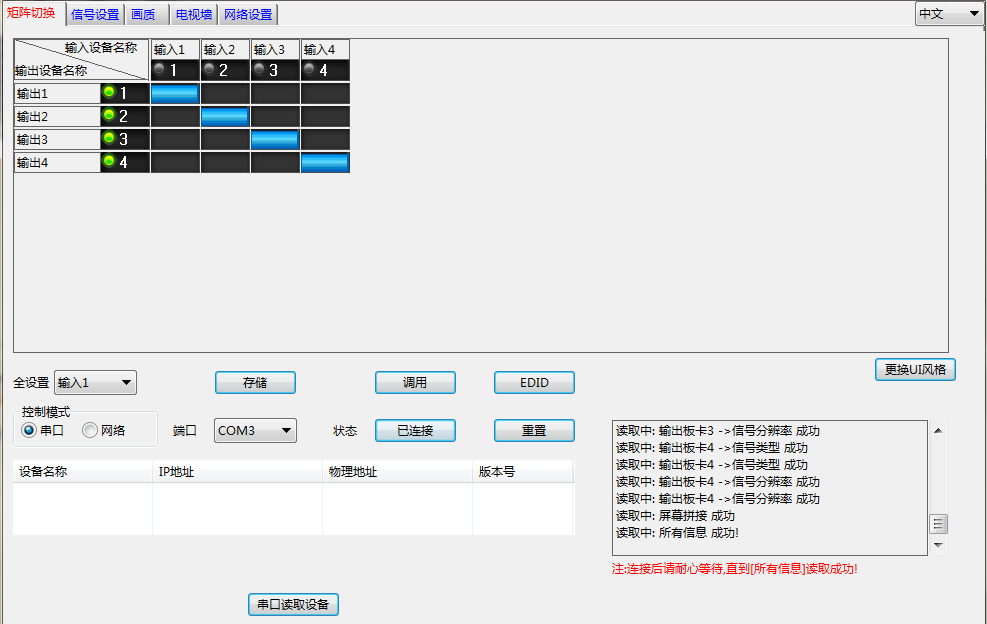 矩阵切换 信号设置 画质 电视墙 网络设置 中文
输入设备名称 输入1 输入2 输入3 输入4
输出设备名称 1 2 3 4
输出1 1
输出2 2
输出3 3
输出4 4
更换UI风格
全设置 输入1 存储 调用 EDID
控制模式
串口 网络 端口 COM3 状态 已连接 重置
设备名称 IP地址 物理地址 版本号
读取中: 输出板卡3 ->信号分辨率 成功
读取中: 输出板卡4 ->信号类型 成功
读取中: 输出板卡4 ->信号类型 成功
读取中: 输出板卡4 ->信号分辨率 成功
读取中: 输出板卡4 ->信号分辨率 成功
读取中: 屏幕拼接 成功
读取中: 所有信息 成功!
注:连接后请耐心等待,直到[所有信息]读取成功!
串口读取设备